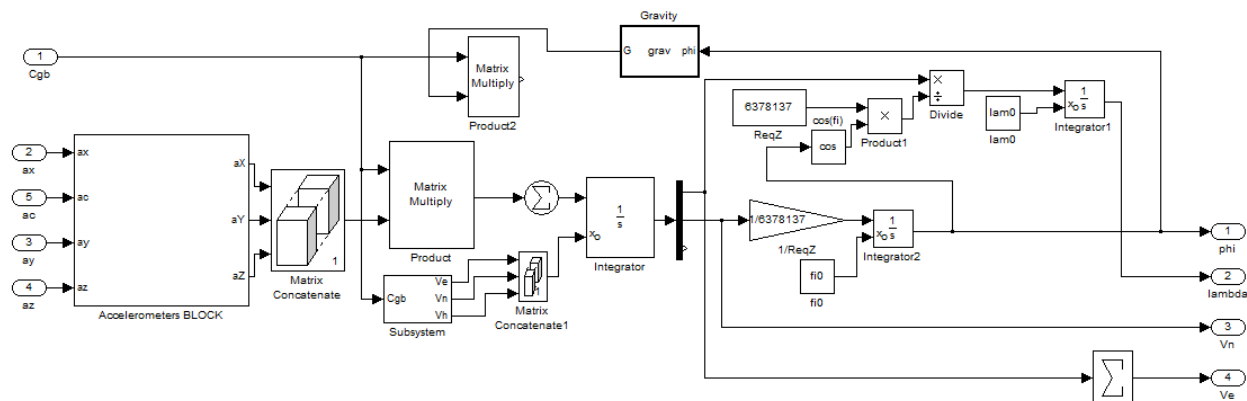 Gravity
G grav phi
1
Cgb
Matrix
Multiply
Product2
6378137
ReqZ
cos(fi)
cos
×
Product1
×
÷
Divide
lam0
lam0
xo 1/s
Integrator1
2
ax
5
ac
3
ay
4
az
ax
ac
ay
az
aX
aY
aZ
Accelerometers BLOCK
1
Matrix
Concatenate
Matrix
Multiply
Product
Σ
1/s
xo
Integrator
Cgb
Ve
Vn
Vh
Subsystem
1
Matrix
Concatenate1
1/6378137
1/ReqZ
xo 1/s
Integrator2
fi0
fi0
1
phi
2
lambda
3
Vn
Σ
4
Ve